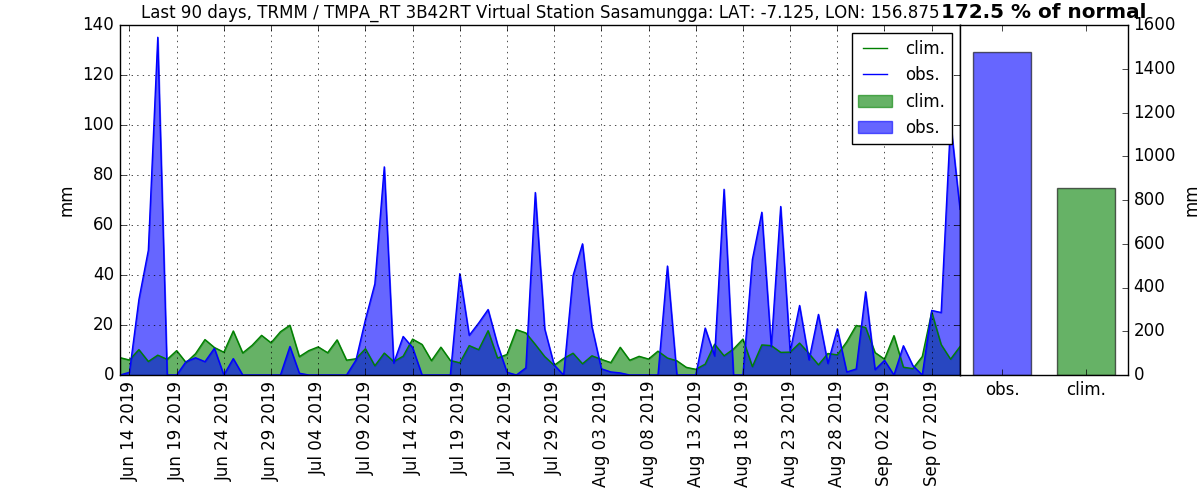 Last 90 days, TRMM / TMPA_RT 3B42RT Virtual Station Sasamungga: LAT: -7.125, LON: 156.875
172.5 % of normal
140
120
100
80
60
40
20
0
mm
clim.
obs.
clim.
obs.
Jun 14 2019
Jun 19 2019
Jun 24 2019
Jun 29 2019
Jul 04 2019
Jul 09 2019
Jul 14 2019
Jul 19 2019
Jul 24 2019
Jul 29 2019
Aug 03 2019
Aug 08 2019
Aug 13 2019
Aug 18 2019
Aug 23 2019
Aug 28 2019
Sep 02 2019
Sep 07 2019
1600
1400
1200
1000
800
600
400
200
0
mm
obs.
clim.